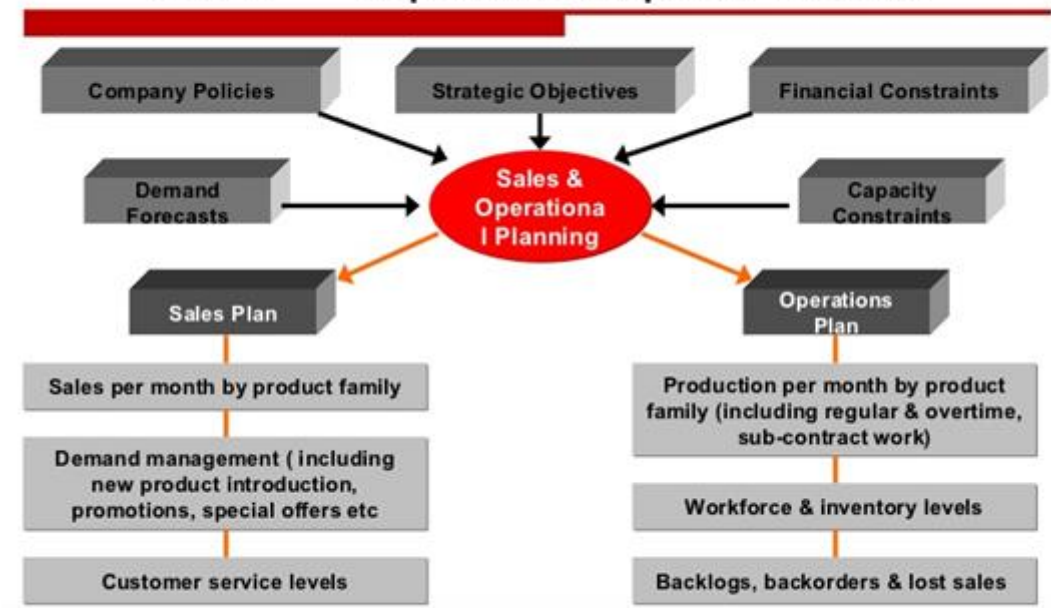 Company Policies
Strategic Objectives
Financial Constraints
Demand
Forecasts
Sales &
Operationa
l Planning
Capacity
Constraints
Sales Plan
Operations
Plan
Sales per month by product family
Demand management ( including
new product introduction,
promotions, special offers etc
Customer service levels
Production per month by product
family (including regular & overtime,
sub-contract work)
Workforce & inventory levels
Backlogs, backorders & lost sales